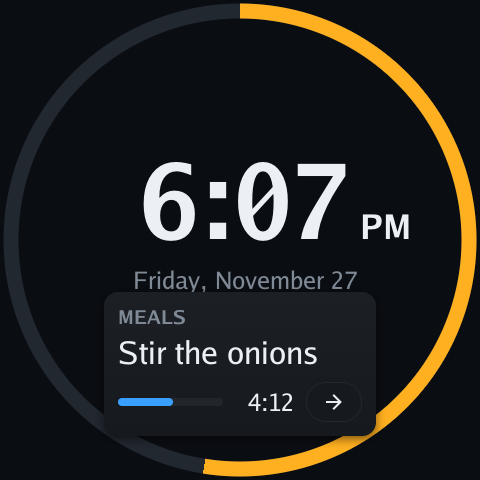 6:07 PM
Friday, November 27
MEALS
Stir the onions
4:12 →